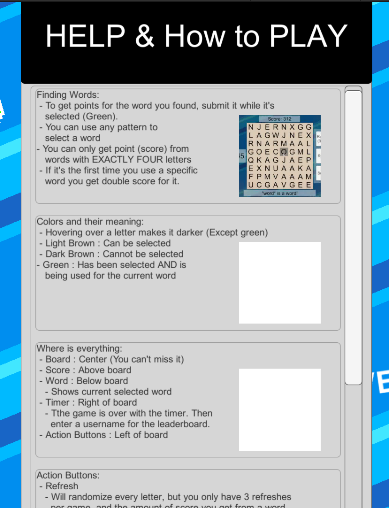 HELP & How to PLAY
Finding Words:
- To get points for the word you found, submit it while it's
selected (Green).
- You can use any pattern to
select a word
- You can only get point (score) from
words with EXACTLY FOUR letters
- If it's the first time you use a specific
word you get double score for it.
Score: 312
N J E R N X G G
L A G W J N E X
R N A R M A A L
G O E C O G M L
Q K A G J A E P
E X N U A A K A
F P M V A A A M
U C G A V G E E
Colors and their meaning:
- Hovering over a letter makes it darker (Except green)
- Light Brown : Can be selected
- Dark Brown : Cannot be selected
- Green : Has been selected AND is
being used for the current word
Where is everything:
- Board : Center (You can't miss it)
- Score : Above board
- Word : Below board
- Shows current selected word
- Timer : Right of board
- Tthe game is over with the timer. Then
enter a username for the leaderboard.
- Action Buttons : Left of board
Action Buttons:
- Refresh
- Will randomize every letter, but you only have 3 refreshes
per game, and the amount of score you get from a word